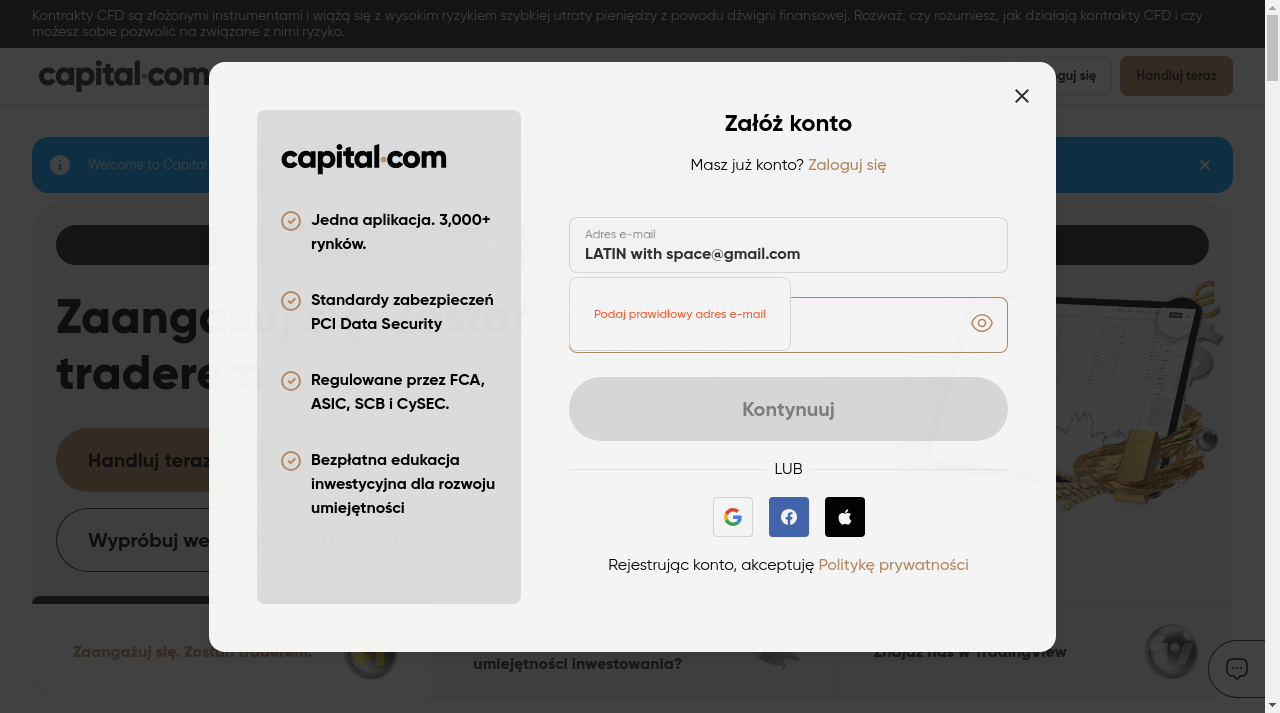 Kontrakty CFD są złożonymi instrumentami i wiążą się z wysokim ryzykiem szybkiej utraty pieniędzy z powodu dźwigni finansowej. Rozważ, czy rozumiesz, jak działają kontrakty CFD i czy
możesz sobie pozwolić na związane z nimi ryzyko.
capital.com
guj się
Handluj teraz
Welcome to Capital.
Załóż konto
Masz już konto? Zaloguj się
capital.com
Jedna aplikacja. 3,000+
rynków.
Standardy zabezpieczeń
PCI Data Security
Regulowane przez FCA,
ASIC, SCB i CySEC.
Bezpłatna edukacja
inwestycyjna dla rozwoju
umiejętności
Adres e-mail
LATIN with space@gmail.com
Podaj prawidłowy adres e-mail
Kontynuuj
LUB
Rejestrując konto, akceptuję Politykę prywatności
Zaangażuj się. Zostań
traderem.
Handluj teraz
Wypróbuj wersję demonstracyjną
Zaangażuj się. Zostań traderem.
umiejętności inwestowania?
Znajdź nas w TradingView